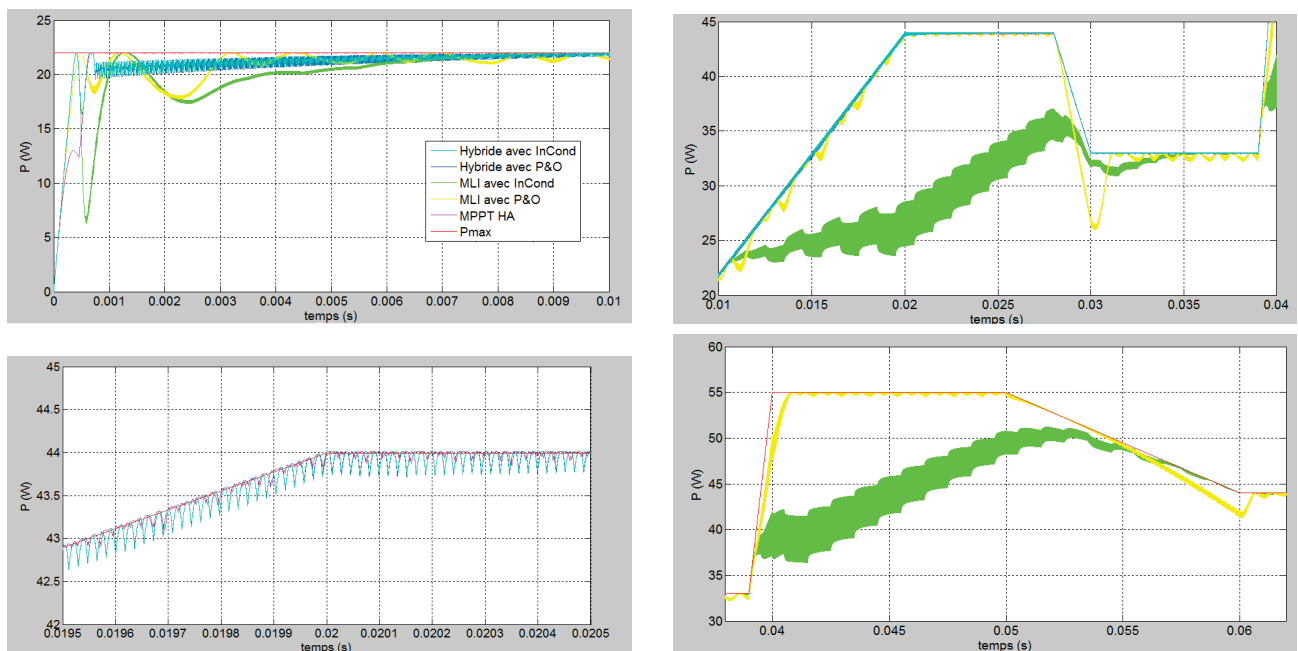 P (W)
25
20
15
10
5
0
0 0.001 0.002 0.003 0.004 0.005 0.006 0.007 0.008 0.009 0.01
temps (s)
Hybride avec InCond
Hybride avec P&O
MLI avec InCond
MLI avec P&O
MPPT HA
Pmax
P (W)
45
40
35
30
25
20
0.01 0.015 0.02 0.025 0.03 0.035 0.04
temps (s)
P (W)
45
44.5
44
43.5
43
42.5
42
0.0195 0.0196 0.0197 0.0198 0.0199 0.02 0.0201 0.0202 0.0203 0.0204 0.0205
temps (s)
P (W)
60
55
50
45
40
35
30
0.04 0.045 0.05 0.055 0.06
temps (s)